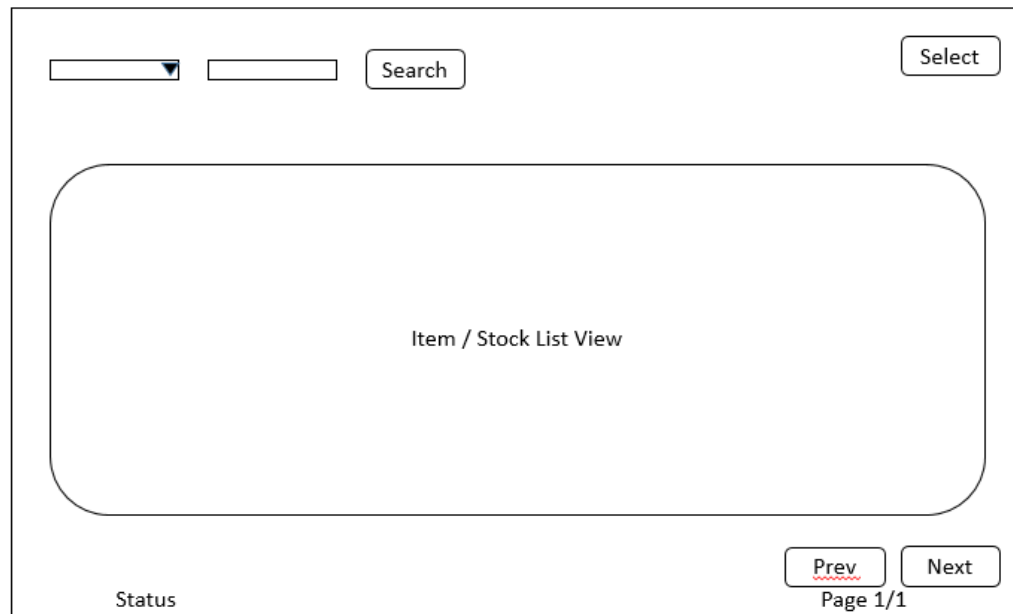 Search
Select
Item / Stock List View
Prev
Next
Status
Page 1/1